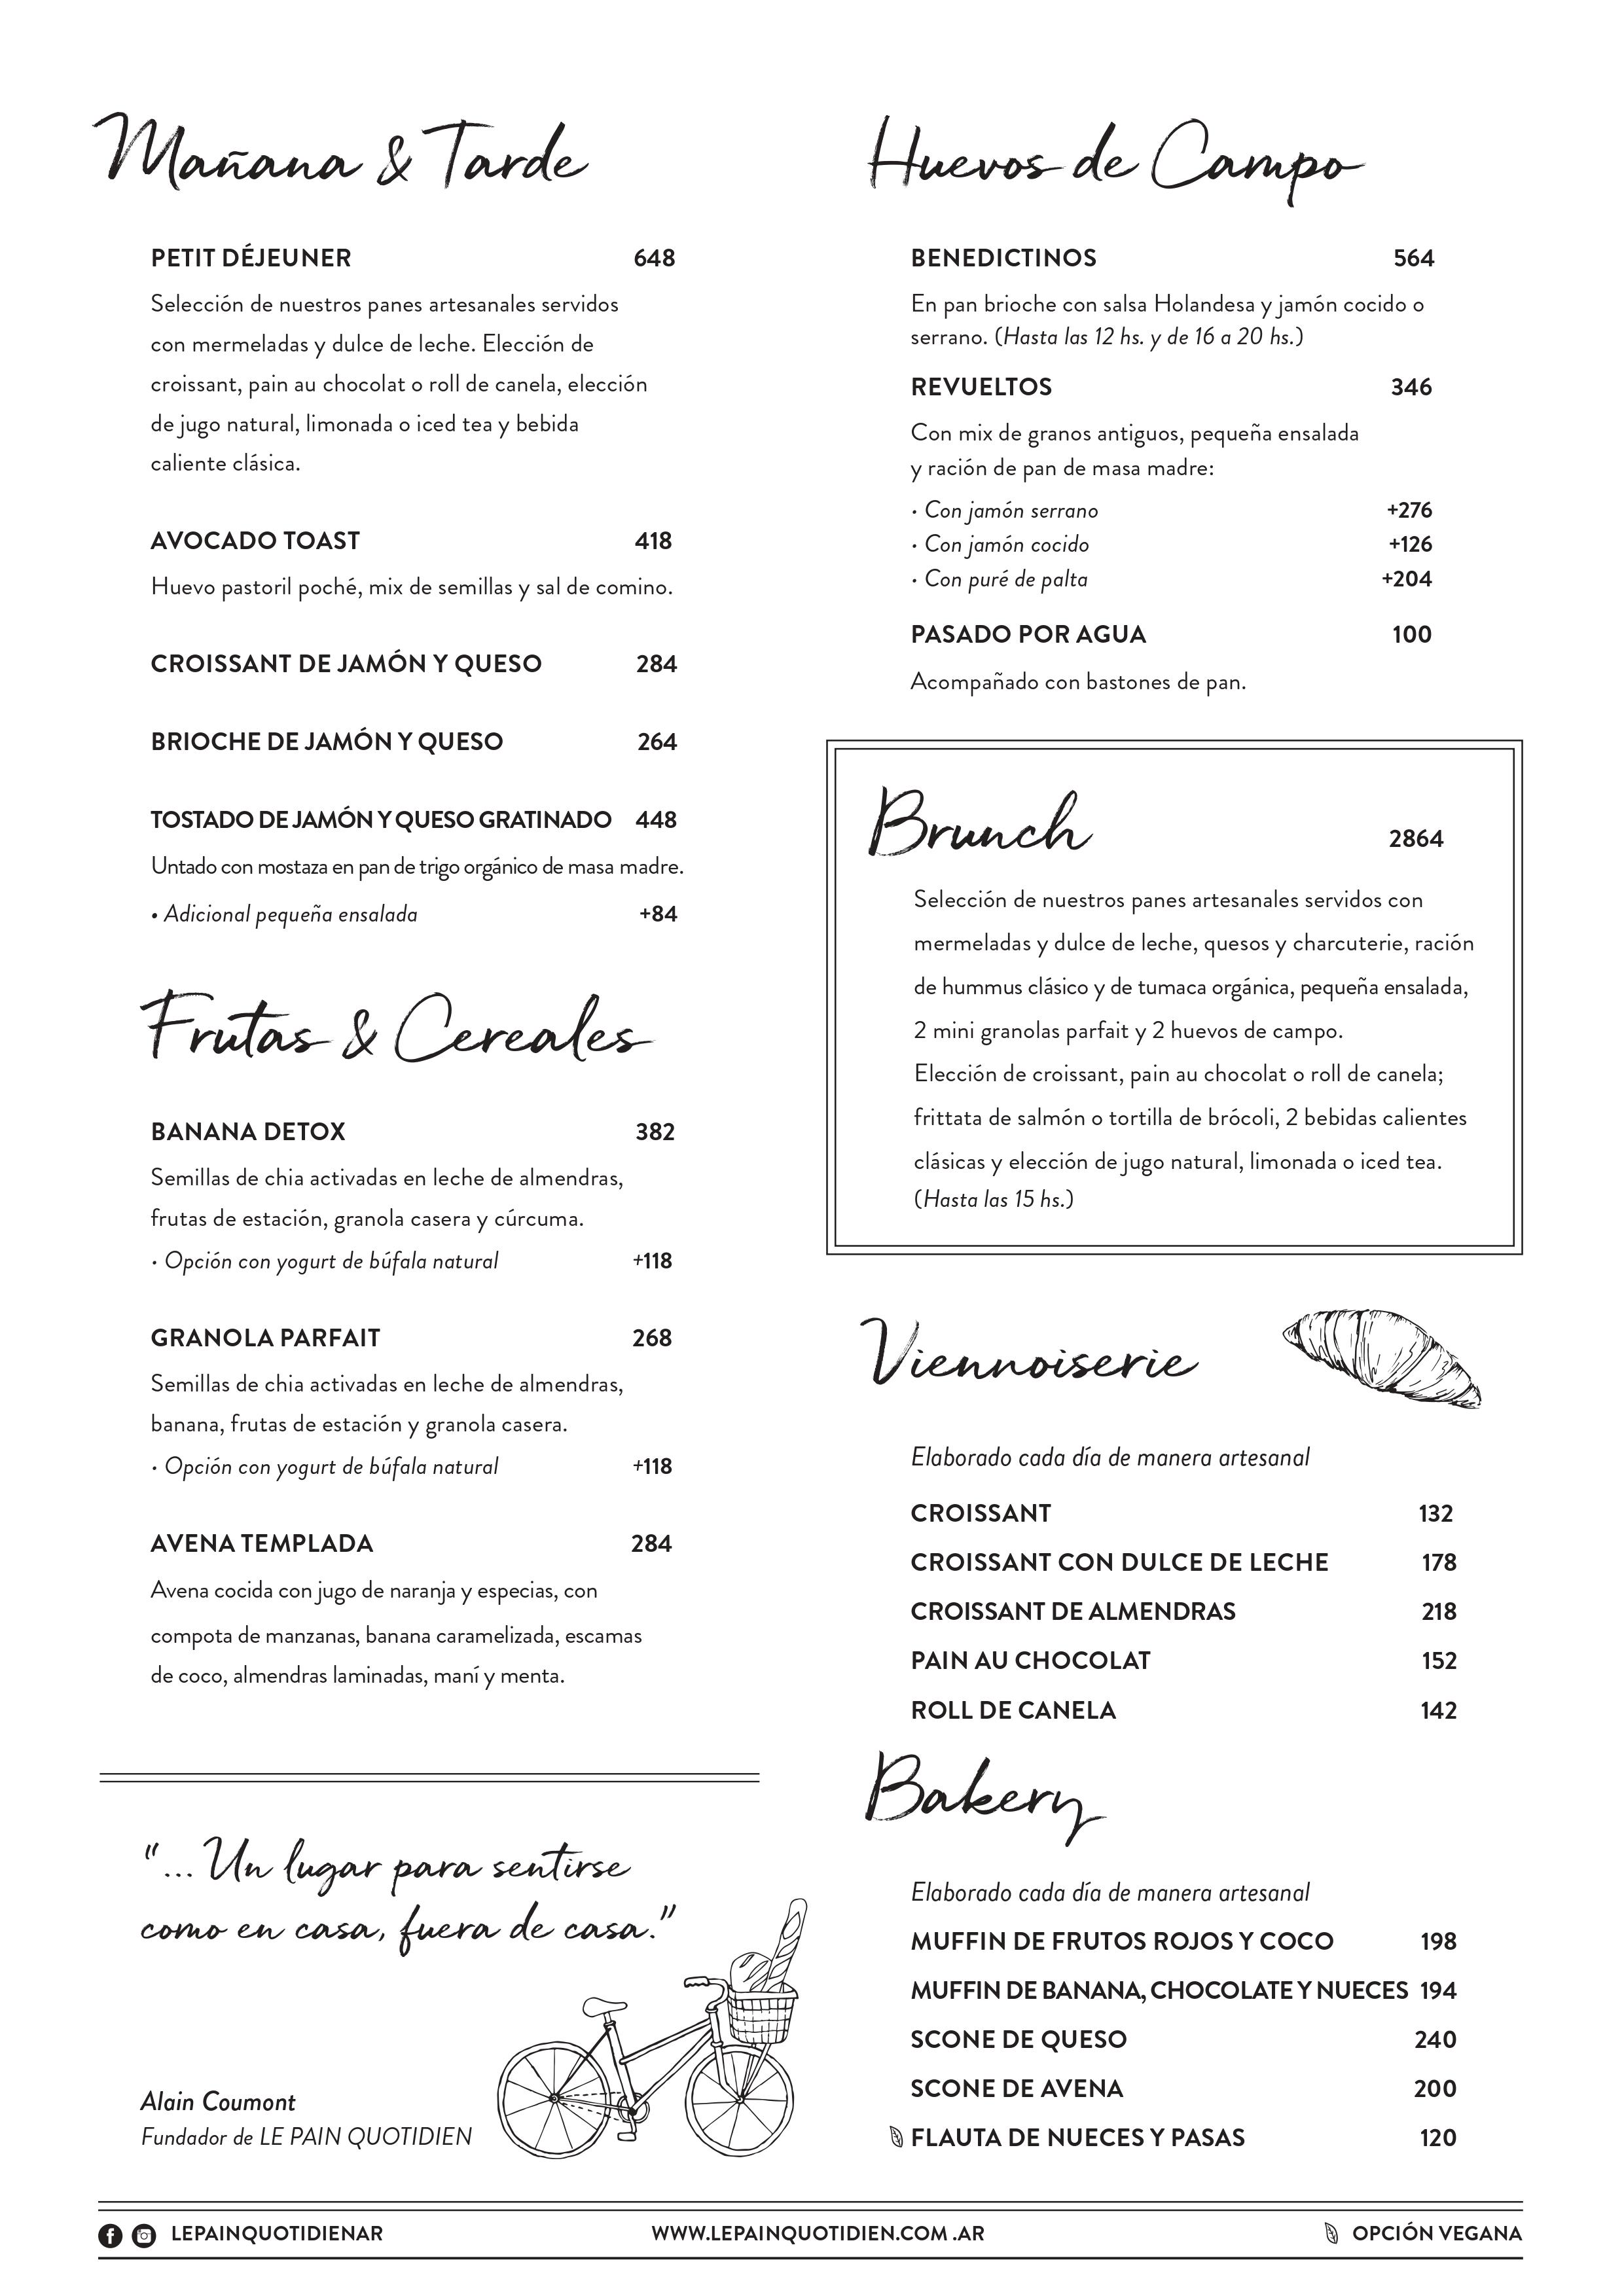 Mañana & Tarde
PETIT DÉJEUNER 648
Selección de nuestros panes artesanales servidos
con mermeladas y dulce de leche. Elección de
croissant, pain au chocolat o roll de canela, elección
de jugo natural, limonada o iced tea y bebida
caliente clásica.
AVOCADO TOAST 418
Huevo pastoril poché, mix de semillas y sal de comino.
CROISSANT DE JAMÓN Y QUESO 284
BRIOCHE DE JAMÓN Y QUESO 264
TOSTADO DE JAMÓN Y QUESO GRATINADO 448
Untado con mostaza en pan de trigo orgánico de masa madre.
• Adicional pequeña ensalada +84
Frutas & Cereales
BANANA DETOX 382
Semillas de chia activadas en leche de almendras,
frutas de estación, granola casera y cúrcuma.
· Opción con yogurt de búfala natural +118
GRANOLA PARFAIT 268
Semillas de chia activadas en leche de almendras,
banana, frutas de estación y granola casera.
· Opción con yogurt de búfala natural +118
AVENA TEMPLADA 284
Avena cocida con jugo de naranja y especias, con
compota de manzanas, banana caramelizada, escamas
de coco, almendras laminadas, maní y menta.
"... Un lugar para sentirse
como en casa, fuera de casa."
Alain Coumont
Fundador de LE PAIN QUOTIDIEN
Huevos de Campo
BENEDICTINOS 564
En pan brioche con salsa Holandesa y jamón cocido o
serrano. (Hasta las 12 hs. y de 16 a 20 hs.)
REVUELTOS 346
Con mix de granos antiguos, pequeña ensalada
y ración de pan de masa madre:
· Con jamón serrano +276
· Con jamón cocido +126
· Con puré de palta +204
PASADO POR AGUA 100
Acompañado con bastones de pan.
Brunch 2864
Selección de nuestros panes artesanales servidos con
mermeladas y dulce de leche, quesos y charcuterie, ración
de hummus clásico y de tumaca orgánica, pequeña ensalada,
2 mini granolas parfait y 2 huevos de campo.
Elección de croissant, pain au chocolat o roll de canela;
frittata de salmón o tortilla de brócoli, 2 bebidas calientes
clásicas y elección de jugo natural, limonada o iced tea.
(Hasta las 15 hs.)
Viennoiserie
Elaborado cada día de manera artesanal
CROISSANT 132
CROISSANT CON DULCE DE LECHE 178
CROISSANT DE ALMENDRAS 218
PAIN AU CHOCOLAT 152
ROLL DE CANELA 142
Bakery
Elaborado cada día de manera artesanal
MUFFIN DE FRUTOS ROJOS Y COCO 198
MUFFIN DE BANANA, CHOCOLATE Y NUECES 194
SCONE DE QUESO 240
SCONE DE AVENA 200
FLAUTA DE NUECES Y PASAS 120
LEPAINQUOTIDIENAR WWW.LEPAINQUOTIDIEN.COM .AR OPCIÓN VEGANA